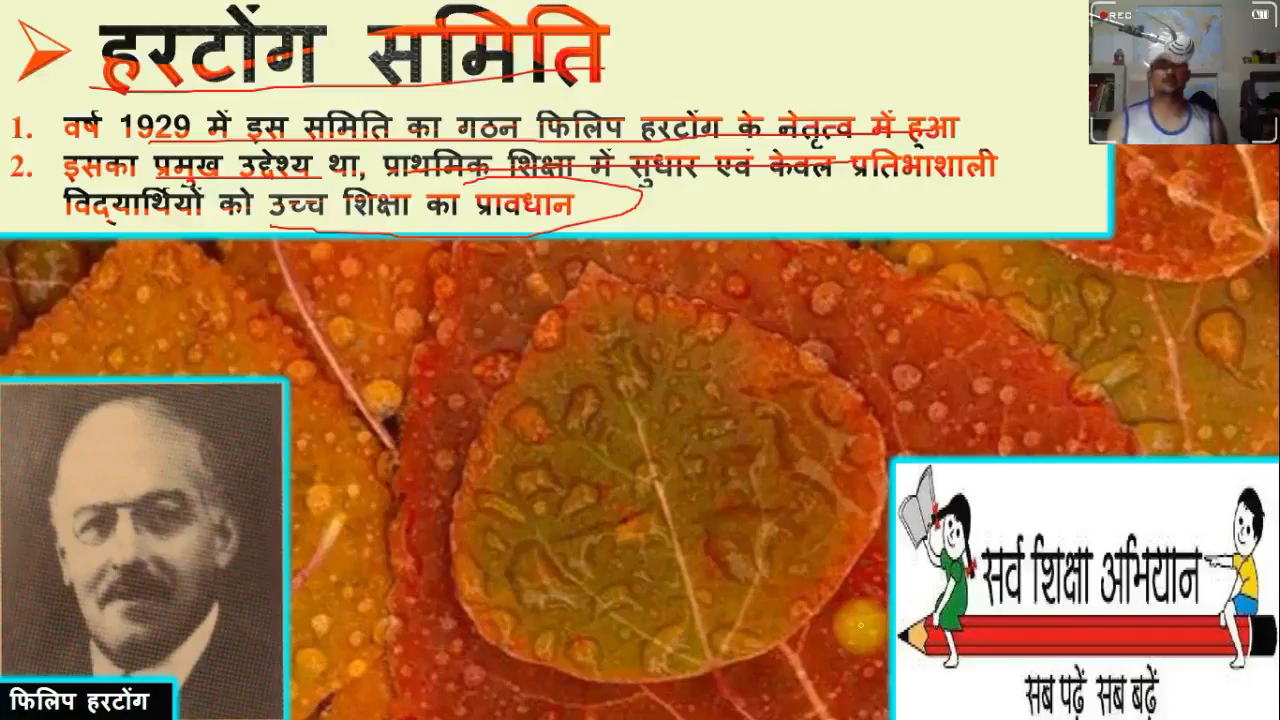 हरटोंग समिति
REC
1. वर्ष 1929 में इस समिति का गठन फिलिप हरटोंग के नेतृत्व में हुआ
2. इसका प्रमुख उद्देश्य था, प्राथमिक शिक्षा में सुधार एवं केवल प्रतिभाशाली
विद्यार्थियों को उच्च शिक्षा का प्रावधान
फिलिप हरटोंग
सर्व शिक्षा अभियान
सब पढ़ें सब बढ़ें